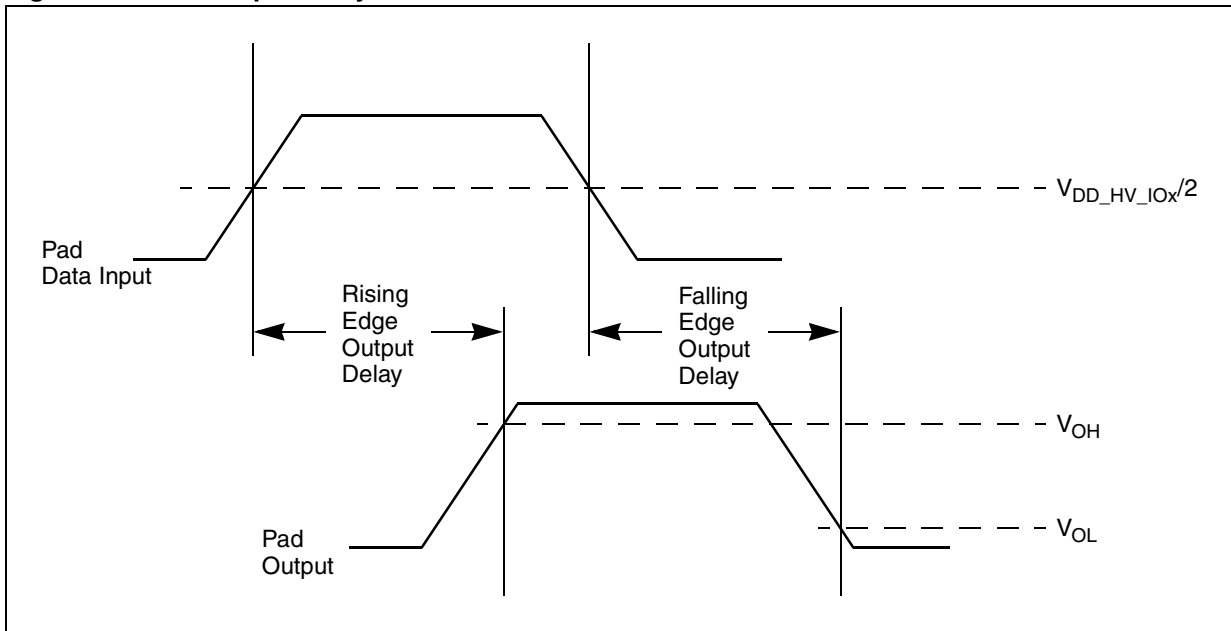 V_DD_HV_IOx/2
Pad
Data Input
Rising
Edge
Output
Delay
Falling
Edge
Output
Delay
V_OH
V_OL
Pad
Output